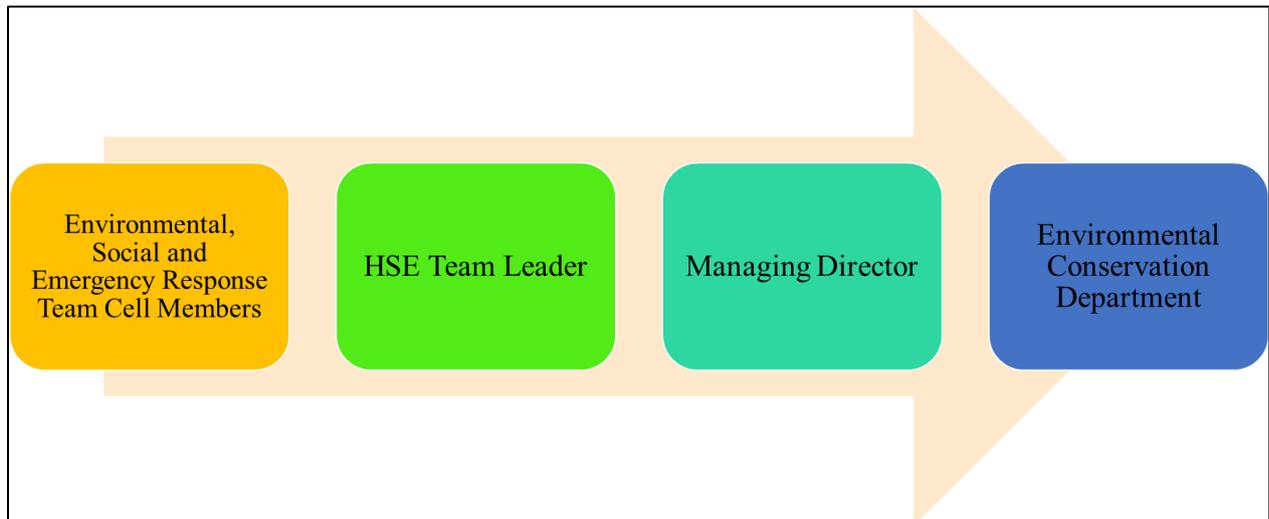 Environmental,
Social and
Emergency Response
Team Cell Members
HSE Team Leader
Managing Director
Environmental
Conservation
Department